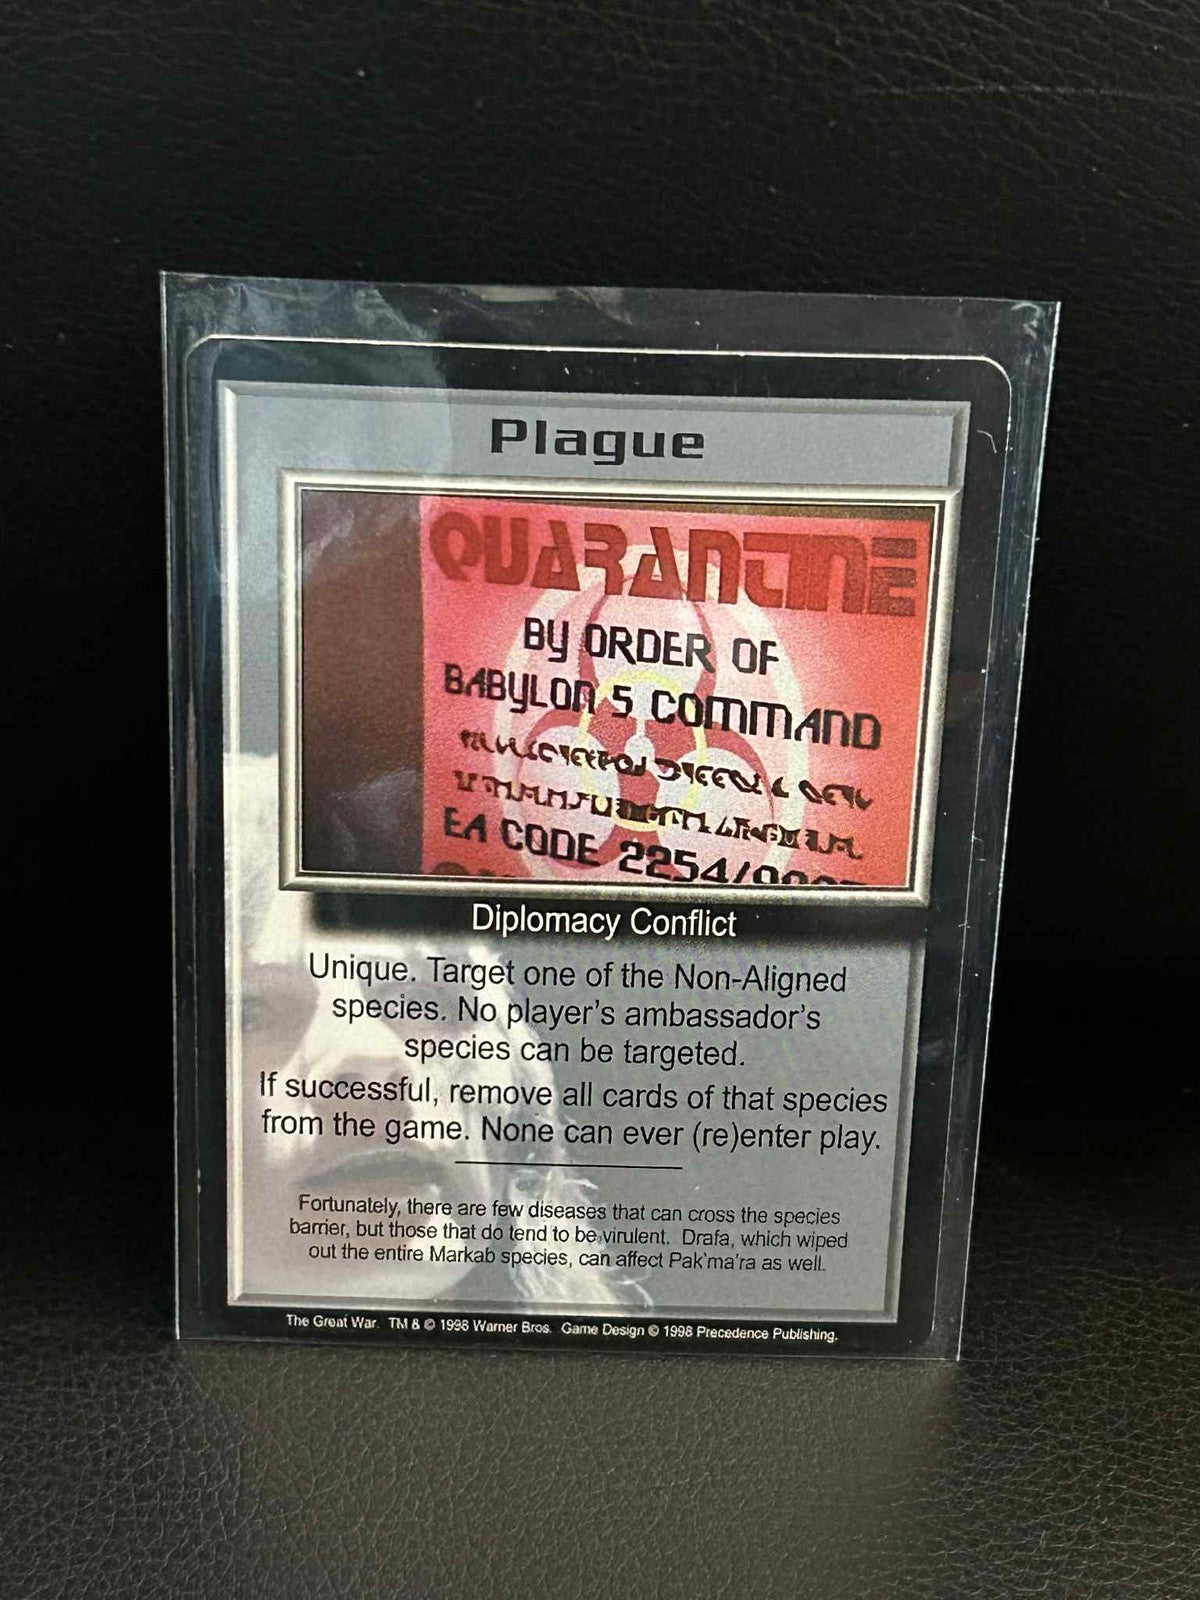 Plague
QUARANTINE
BY ORDER OF
BABYLON 5 COMMAND
EA CODE 2254/
Diplomacy Conflict
Unique. Target one of the Non-Aligned
species. No player's ambassador's
species can be targeted.
If successful, remove all cards of that species
from the game. None can ever (re)enter play.
Fortunately, there are few diseases that can cross the species
barrier, but those that do tend to be virulent. Drafa, which wiped
out the entire Markab species, can affect Pak'ma'ra as well.
The Great War. TM & © 1998 Warner Bros. Game Design © 1998 Precedence Publishing.